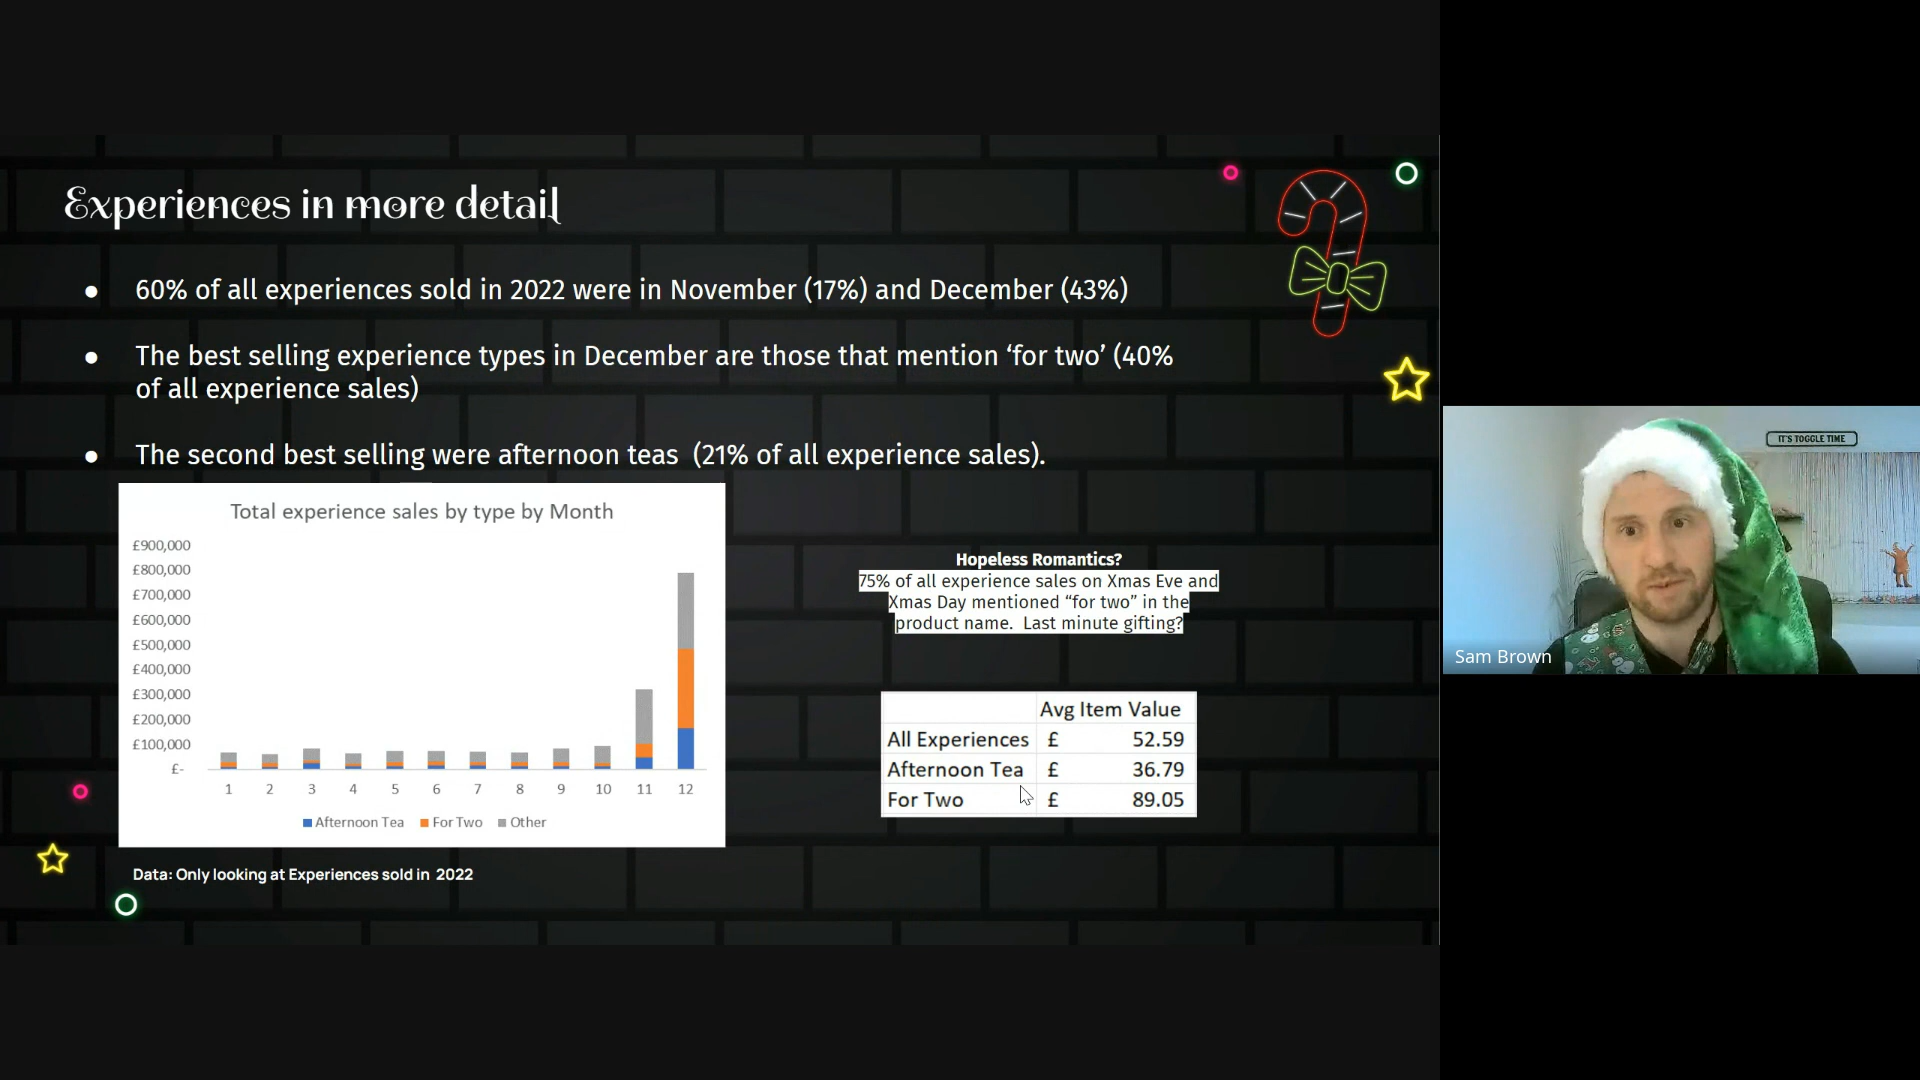 Experiences in more detail
● 60% of all experiences sold in 2022 were in November (17%) and December (43%)
● The best selling experience types in December are those that mention ‘for two’ (40%
of all experience sales)
● The second best selling were afternoon teas (21% of all experience sales).
Total experience sales by type by Month
£900,000
£800,000
£700,000
£600,000
£500,000
£400,000
£300,000
£200,000
£100,000
£-
1 2 3 4 5 6 7 8 9 10 11 12
Afternoon Tea For Two Other
Data: Only looking at Experiences sold in 2022
Hopeless Romantics?
75% of all experience sales on Xmas Eve and
Xmas Day mentioned “for two” in the
product name. Last minute gifting?
Avg Item Value
All Experiences £ 52.59
Afternoon Tea £ 36.79
For Two £ 89.05
IT'S TOGGLE TIME
Sam Brown